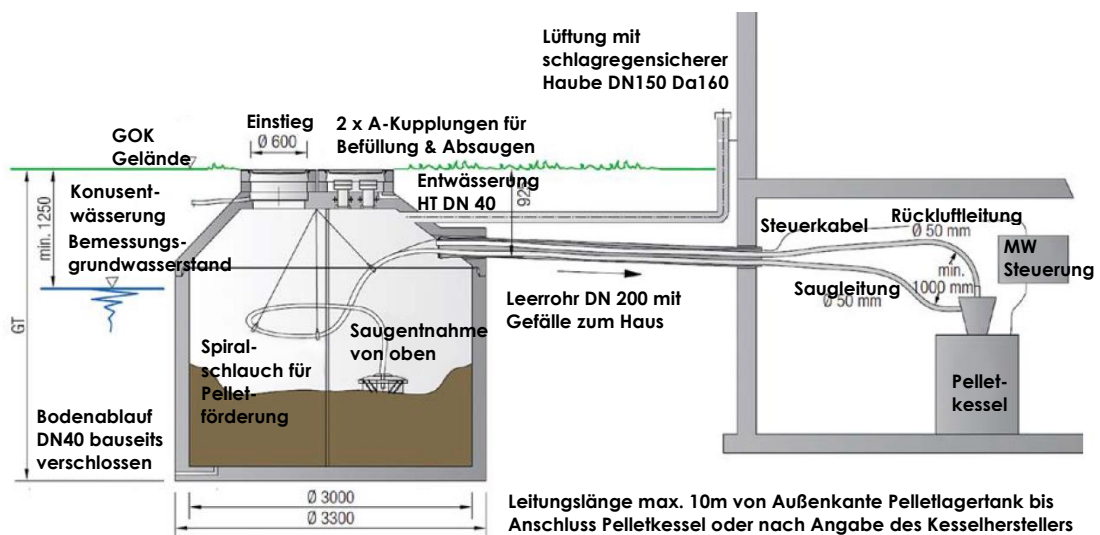 Lüftung mit
schlagregensicherer
Haube DN150 Da160
Einstieg
Ø 600
2 x A-Kupplungen für
Befüllung & Absaugen
GOK
Gelände
Entwässerung
HT DN 40
925
Konusent-
wässerung
min. 1250
Bemessungs-
grundwasserstand
Steuerkabel
Rückluftleitung
Ø 50 mm
MW
Steuerung
min.
1000 mm
Saugleitung
Ø 50 mm
Leerrohr DN 200 mit
Gefälle zum Haus
GT
Spiral-
schlauch für
Pellet-
förderung
Saugentnahme
von oben
Pellet-
kessel
Bodenablauf
DN40 bauseits
verschlossen
Ø 3000
Ø 3300
Leitungslänge max. 10m von Außenkante Pelletlagertank bis
Anschluss Pelletkessel oder nach Angabe des Kesselherstellers